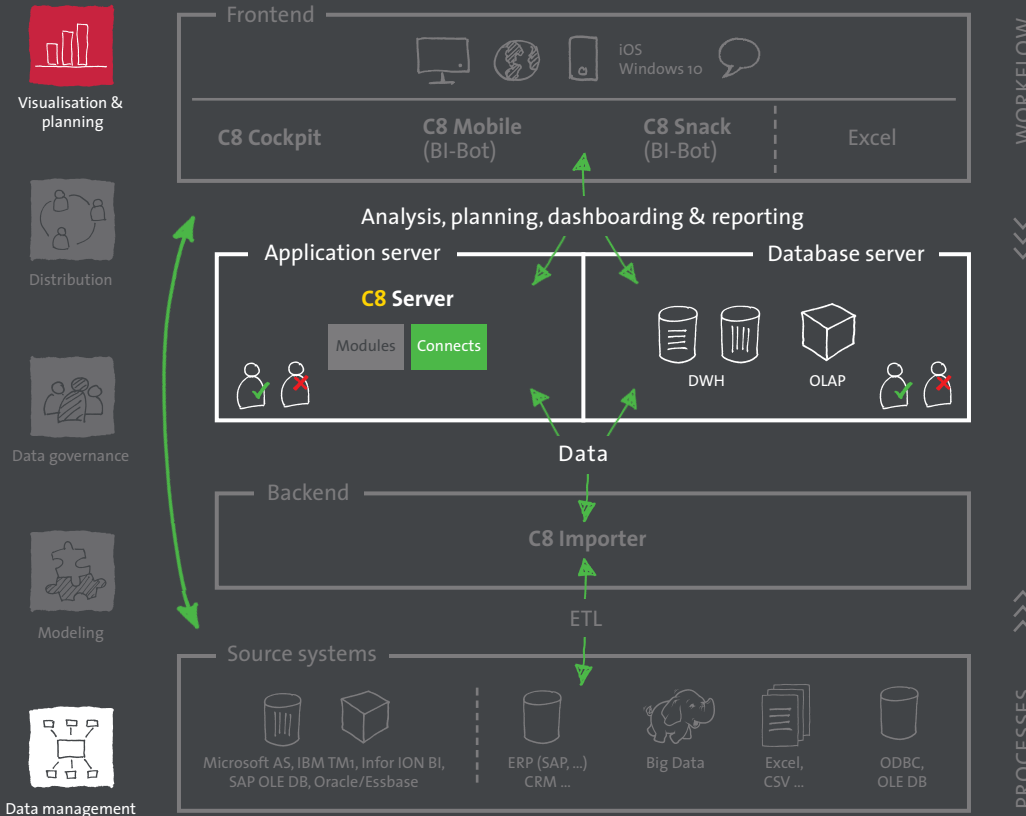 Frontend
iOS
Windows 10
Visualisation &
planning
C8 Cockpit
C8 Mobile
(BI-Bot)
C8 Snack
(BI-Bot)
Excel
WORKFLOW
Distribution
Analysis, planning, dashboarding & reporting
Application server
Database server
C8 Server
Modules
Connects
DWH
OLAP
Data governance
Data
Backend
C8 Importer
Modeling
ETL
Source systems
Microsoft AS, IBM TM1, Infor ION BI,
SAP OLE DB, Oracle/Essbase
ERP (SAP, ...)
CRM ...
Big Data
Excel,
CSV ...
ODBC,
OLE DB
PROCESSES
Data management